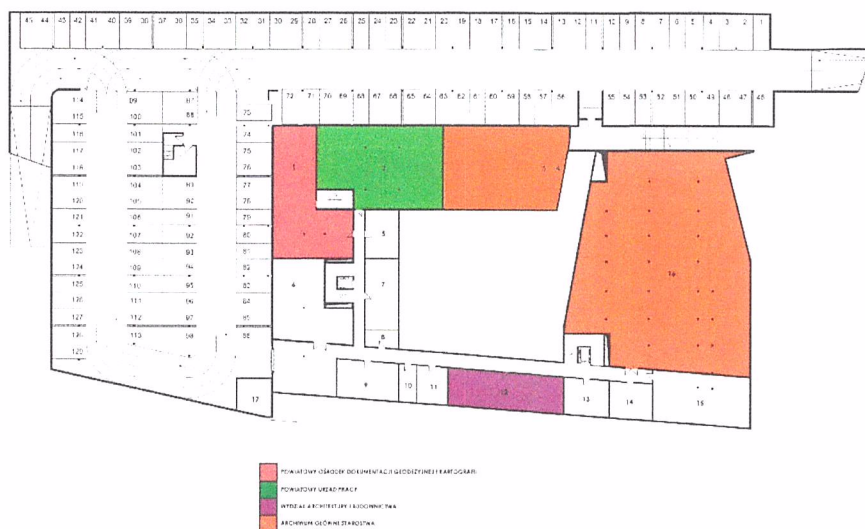 45 44 43 42 41 40 39 38 37 36 35 34 33 32 31 30 29 28 27 26 25 24 23 22 21 20 19 18 17 16 15 14 13 12 11 10 9 8 7 6 5 4 3 2 1
72 71 70 69 68 67 66 65 64 63 62 61 60 59 58 57 56 55 54 53 52 51 50 49 48 47 46
114 99 87
115 100 88 73
116 101 74
117 102 75
118 103 76
119 104 77
120 105 78
121 106 79
122 107 92 80
123 108 93 81
124 109 94 82
125 110 95 83
126 111 96 84
127 112 97 85
113 98 86
129
1 2 3
5
7
6
8
16
17 9 10 11 12 13 14 15
POWIATOWY OŚRODEK DOKUMENTACJI GEODEZYJNEJ I KARTOGRAFI
POWIATOWY URZĄD PRACY
WYDZIAŁ ARCHITEKTURY I BUDOWNICTWA
ARCHIWUM GŁÓWNE STAROSTWA